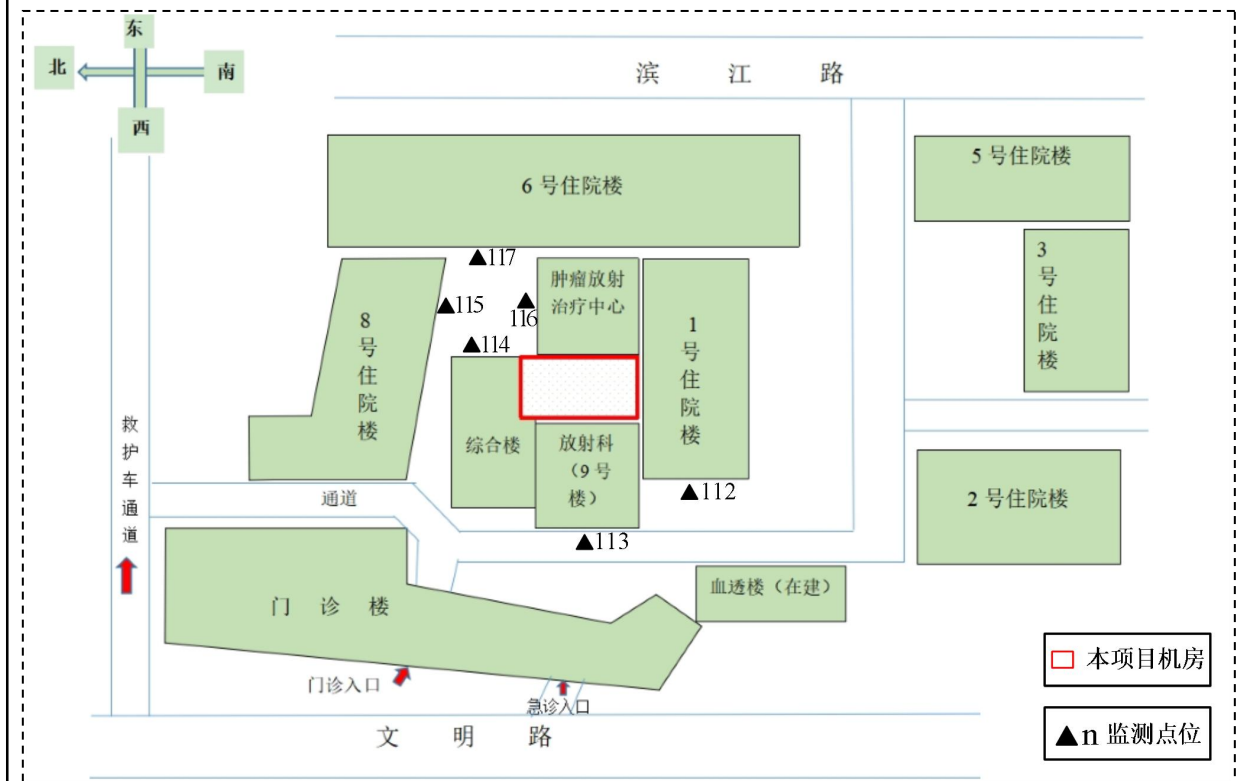 东
北
南
西
滨江路
6 号住院楼
5 号住院楼
3号住院楼
▲117
肿瘤放射
治疗中心
▲115
▲
116
▲114
8号住院楼
1号住院楼
综合楼
放射科
（9 号
楼）
▲112
▲113
2 号住院楼
救护车通道
通道
门诊楼
血透楼（在建）
门诊入口
急诊入口
文明路
本项目机房
▲n 监测点位